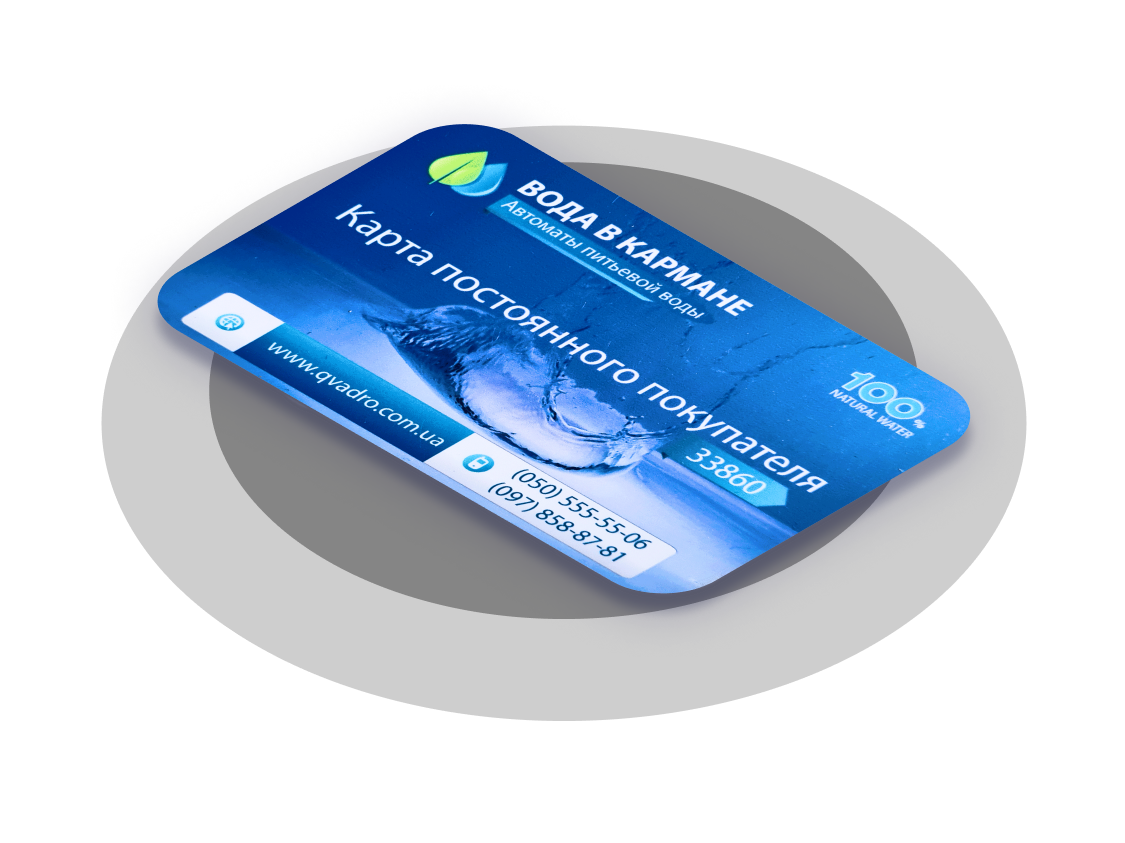 ВОДА В КАРМАНЕ
Автоматы питьевой воды
Карта постоянного покупателя
100%
NATURAL WATER
33860
www.qvadro.com.ua
(050) 555-55-06
(097) 858-87-81